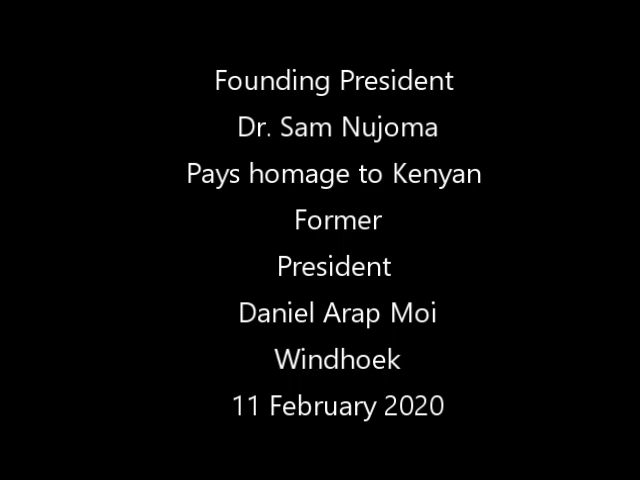 Founding President
Dr. Sam Nujoma
Pays homage to Kenyan
Former
President
Daniel Arap Moi
Windhoek
11 February 2020